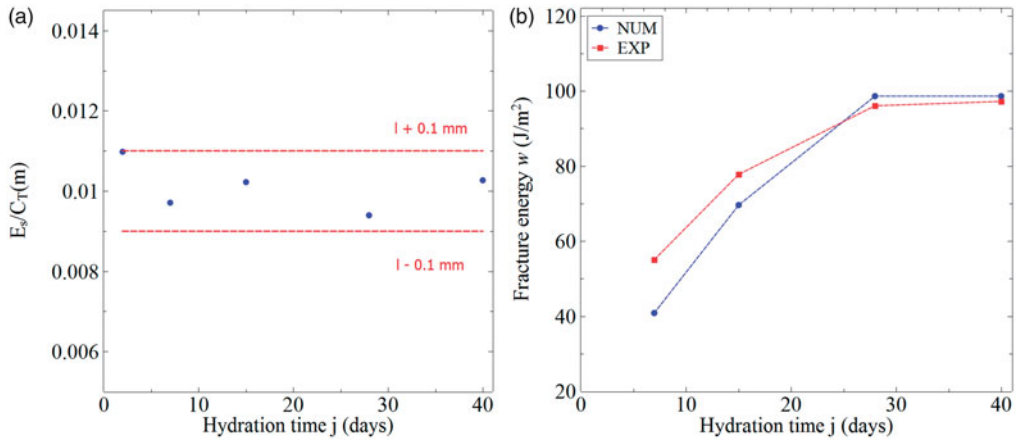 (a)
0.014
0.012
0.01
0.008
0.006
E_s/C_T(m)
l + 0.1 mm
l - 0.1 mm
0 10 20 30 40
Hydration time j (days)
(b)
NUM
EXP
120
100
80
60
40
20
Fracture energy w (J/m²)
0 10 20 30 40
Hydration time j (days)